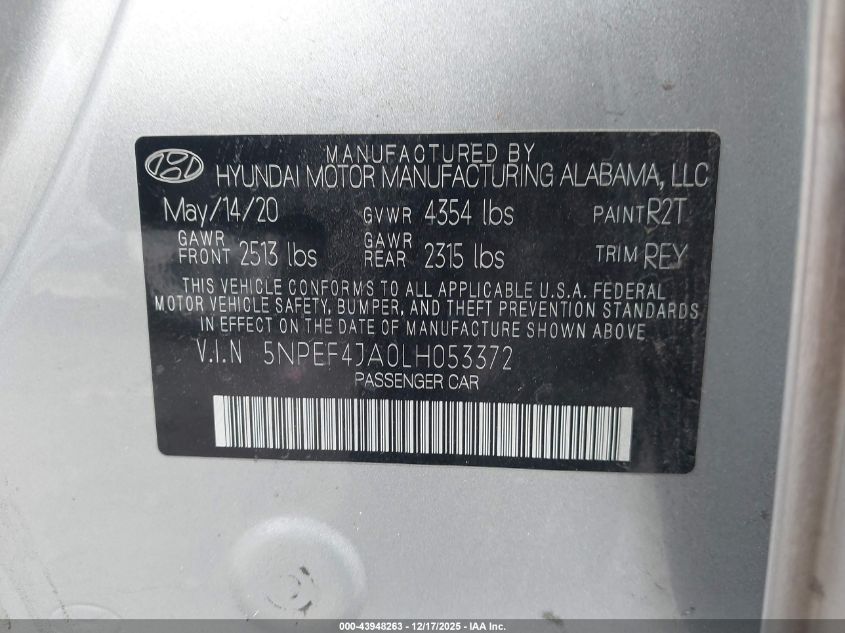 MANUFACTURED BY
HYUNDAI MOTOR MANUFACTURING ALABAMA, LLC
May/14/20 GVWR 4354 lbs PAINT R2T
GAWR FRONT 2513 lbs GAWR REAR 2315 lbs TRIM REY
THIS VEHICLE CONFORMS TO ALL APPLICABLE U.S.A. FEDERAL
MOTOR VEHICLE SAFETY, BUMPER, AND THEFT PREVENTION STANDARDS
IN EFFECT ON THE DATE OF MANUFACTURE SHOWN ABOVE
V.I.N 5NPEF4JA0LH053372
PASSENGER CAR
000-43948263 - 12/17/2025 - IAA Inc.